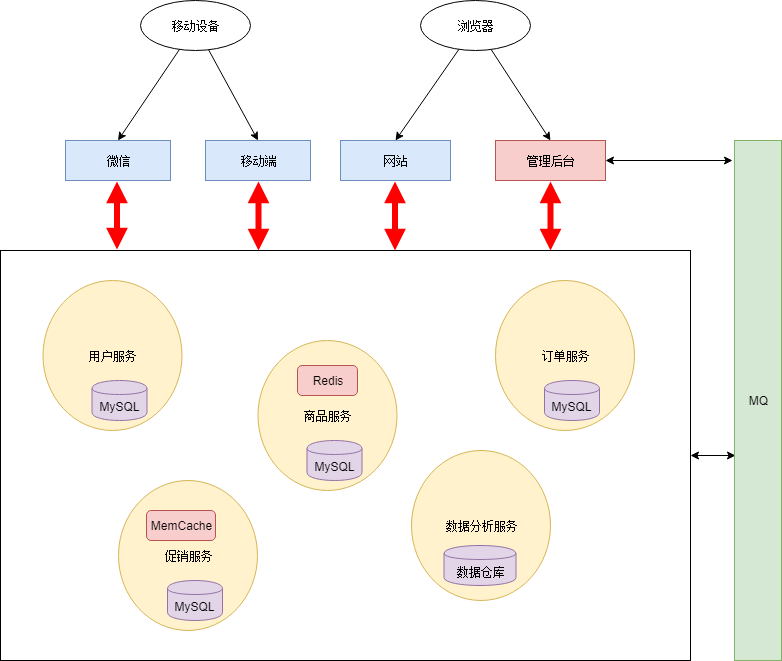 移动设备
浏览器
微信
移动端
网站
管理后台
用户服务
MySQL
Redis
商品服务
MySQL
订单服务
MySQL
MQ
MemCache
促销服务
MySQL
数据分析服务
数据仓库